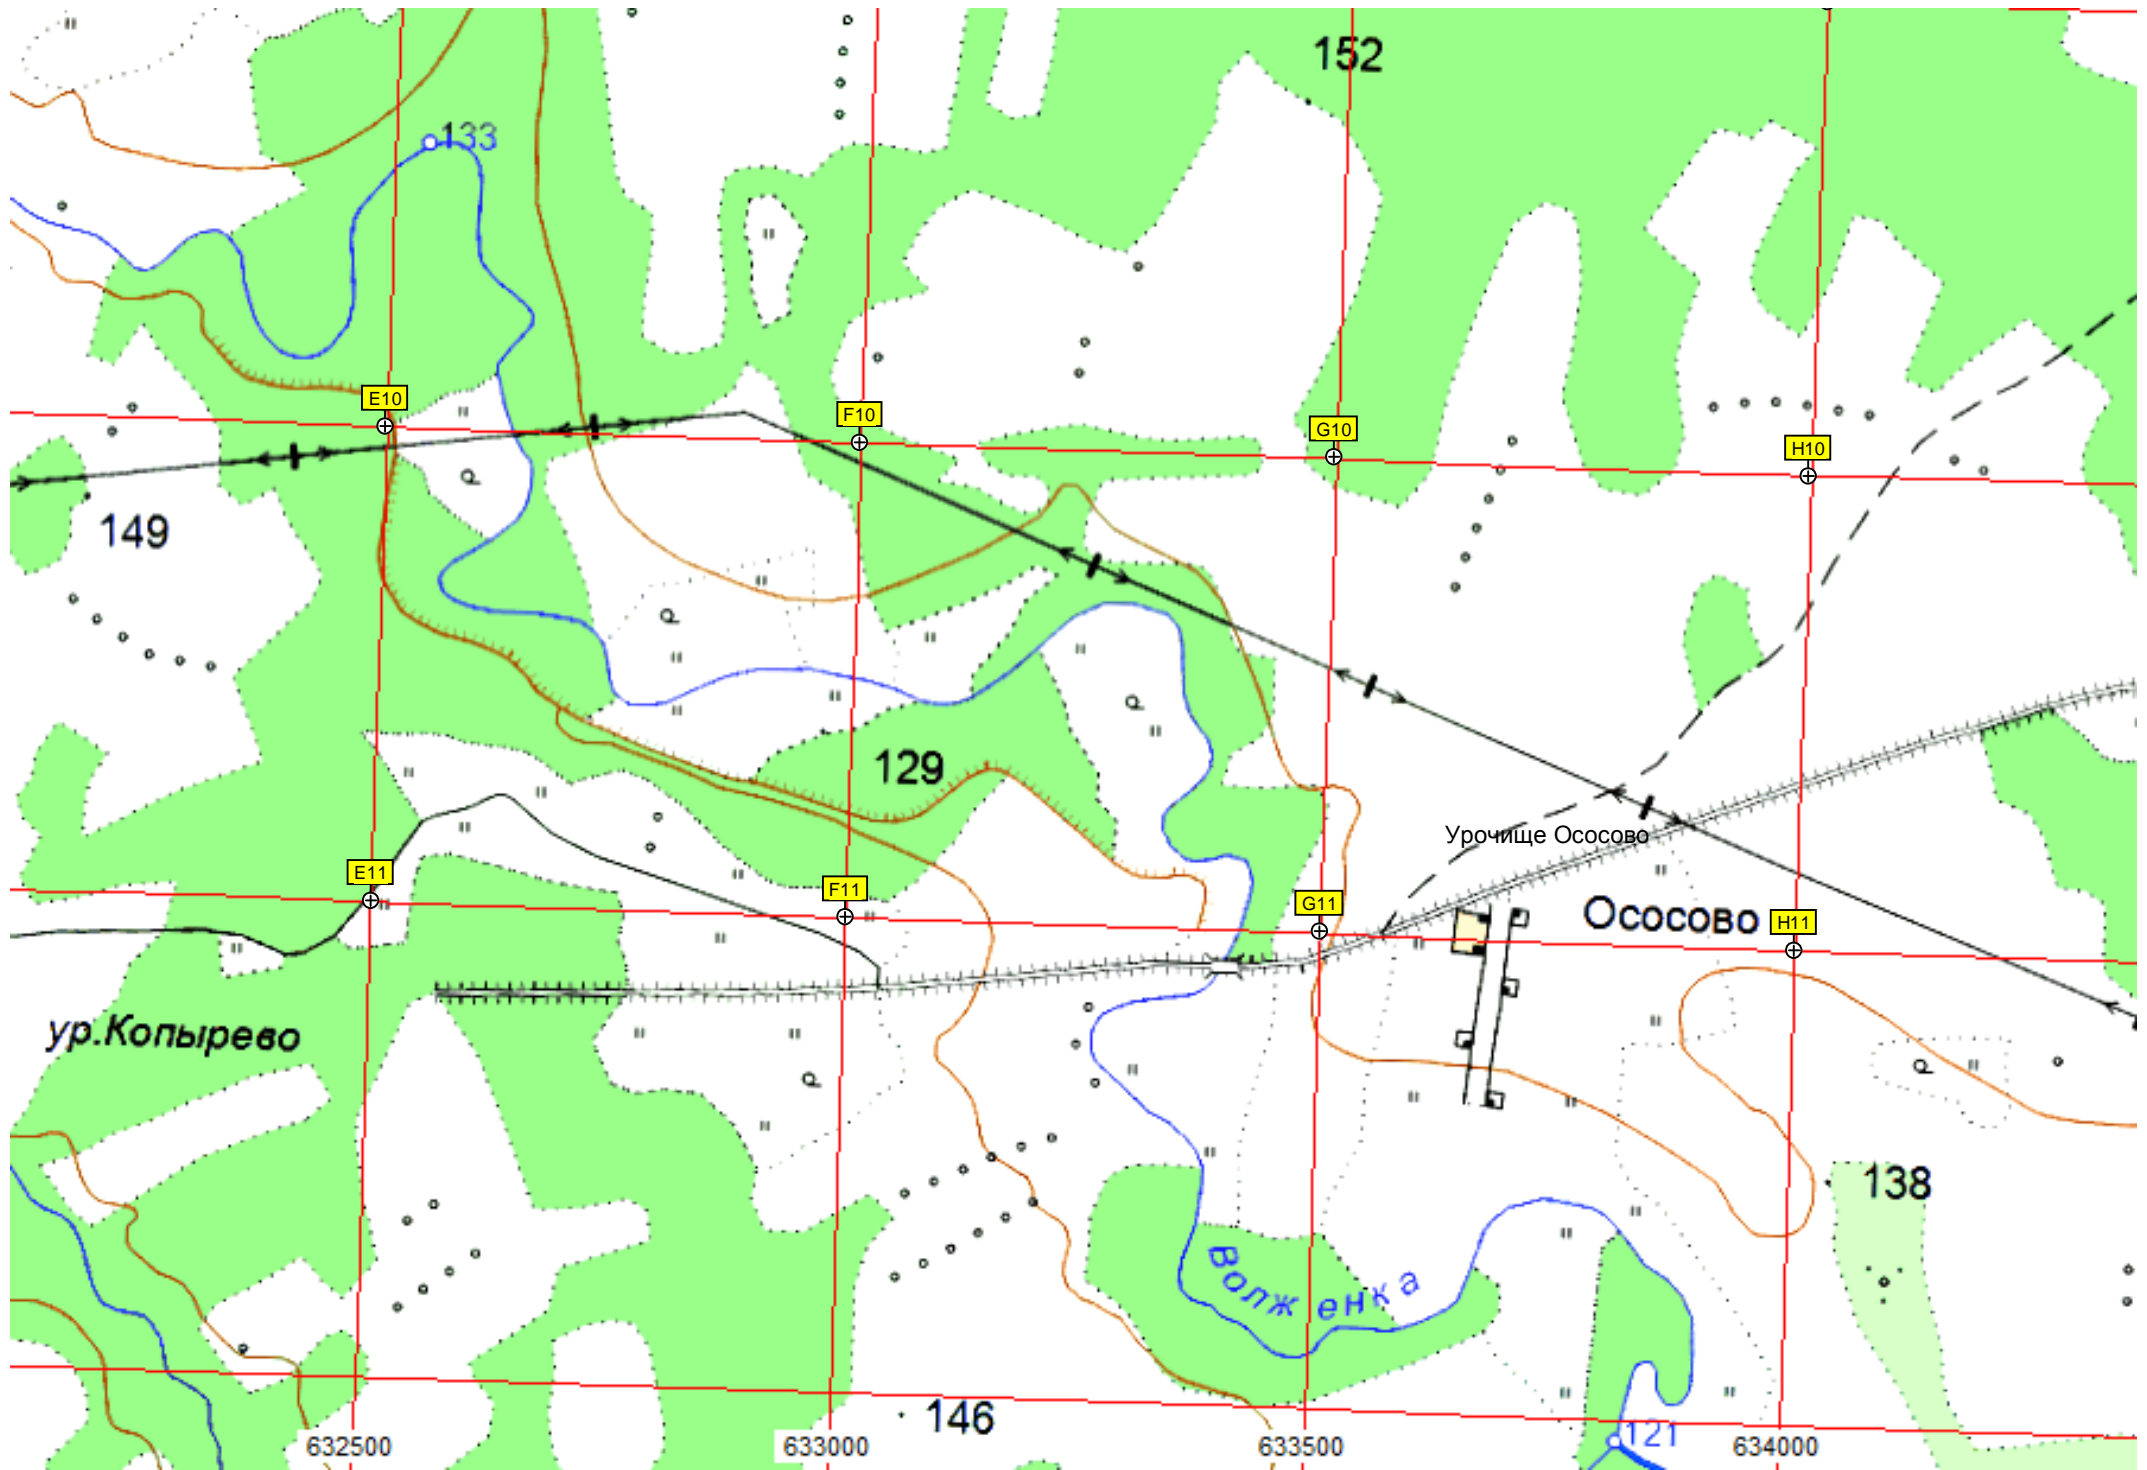 152
133
E10
F10
G10
H10
149
129
Урочище Ососово
E11
F11
G11
Ососово
H11
ур.Копырево
138
Волженка
146
121
632500
633000
633500
634000